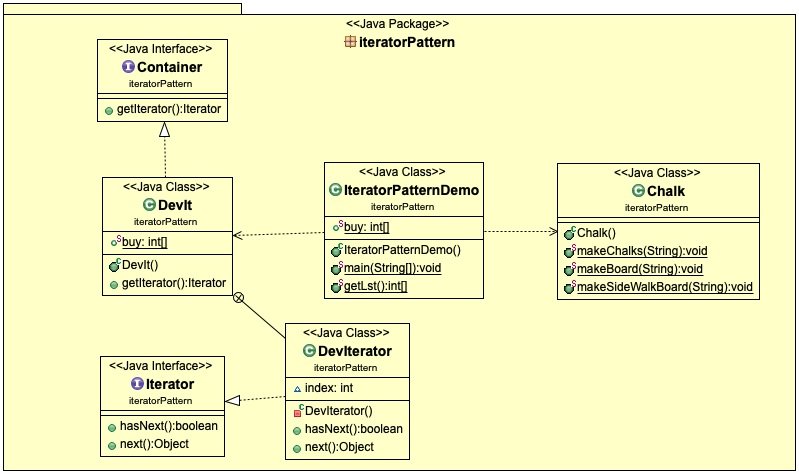 <<Java Package>>
iteratorPattern
<<Java Interface>>
Container
iteratorPattern
getIterator():Iterator
<<Java Class>>
DevIt
iteratorPattern
buy: int[]
DevIt()
getIterator():Iterator
<<Java Class>>
IteratorPatternDemo
iteratorPattern
buy: int[]
IteratorPatternDemo()
main(String[]):void
getLst():int[]
<<Java Class>>
Chalk
iteratorPattern
Chalk()
makeChalks(String):void
makeBoard(String):void
makeSideWalkBoard(String):void
<<Java Interface>>
Iterator
iteratorPattern
hasNext():boolean
next():Object
<<Java Class>>
DevIterator
iteratorPattern
index: int
DevIterator()
hasNext():boolean
next():Object